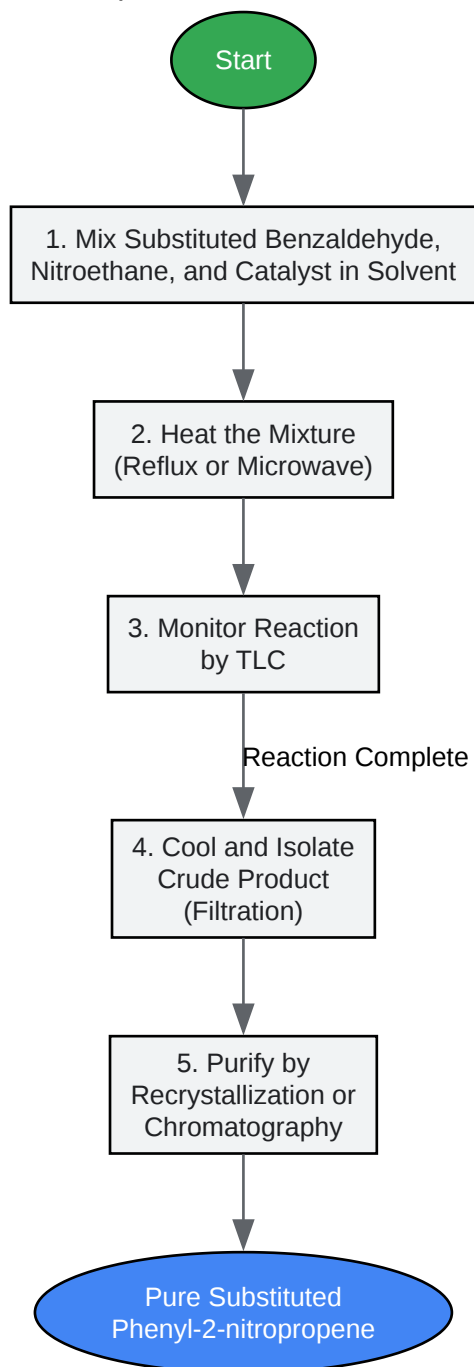 Start
1. Mix Substituted Benzaldehyde,
Nitroethane, and Catalyst in Solvent
2. Heat the Mixture
(Reflux or Microwave)
3. Monitor Reaction
by TLC
Reaction Complete
4. Cool and Isolate
Crude Product
(Filtration)
5. Purify by
Recrystallization or
Chromatography
Pure Substituted
Phenyl-2-nitropropene